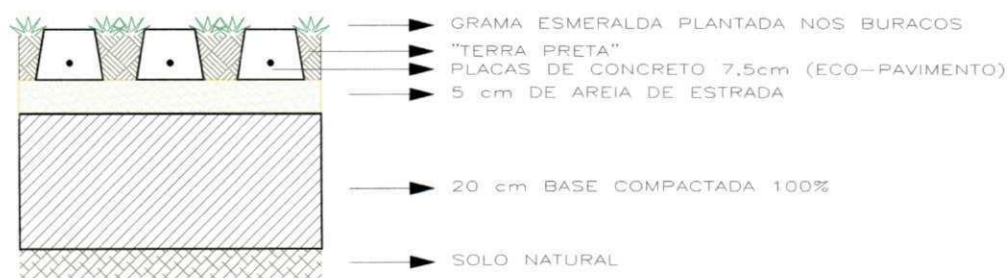 GRAMA ESMERALDA PLANTADA NOS BURACOS
"TERRA PRETA"
PLACAS DE CONCRETO 7,5cm (ECO-PAVIMENTO)
5 cm DE AREIA DE ESTRADA
20 cm BASE COMPACTADA 100%
SOLO NATURAL